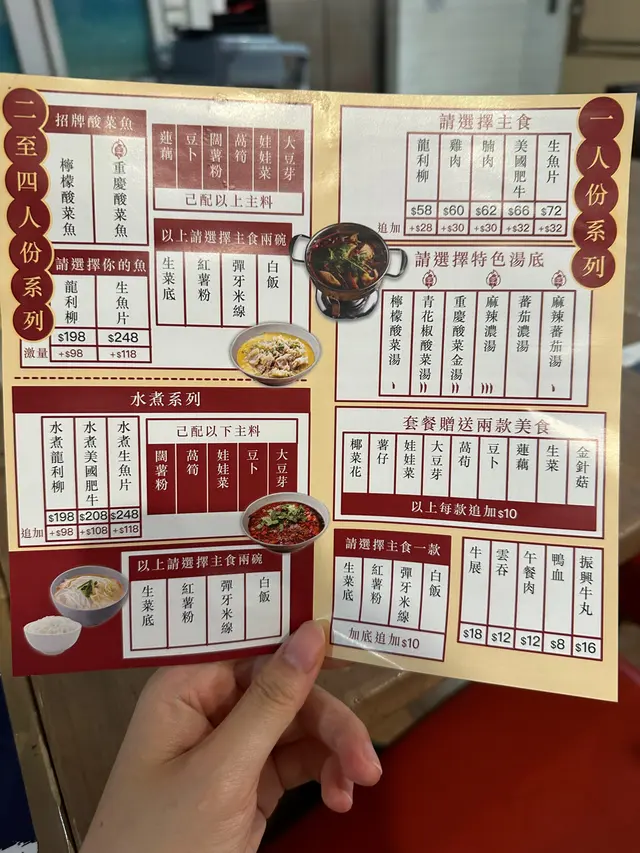 二至四人份系列
招牌酸菜魚
檸檬酸菜魚
重慶酸菜魚
蓮藕
豆卜
闊薯粉
萵筍
娃娃菜
大豆芽
己配以上主料
請選擇你的魚
龍利柳
生魚片
$198
$248
激量
+$98
+$118
以上請選擇主食兩碗
生菜底
紅薯粉
彈牙米線
白飯
水煮系列
水煮龍利柳
水煮美國肥牛
水煮生魚片
$198
$208
$248
追加
+$98
+$108
+$118
己配以下主料
闊薯粉
萵筍
娃娃菜
豆卜
大豆芽
以上請選擇主食兩碗
生菜底
紅薯粉
彈牙米線
白飯
一人份系列
請選擇主食
龍利柳
雞肉
腩肉
美國肥牛
生魚片
$58
$60
$62
$66
$72
追加
+$28
+$30
+$30
+$32
+$32
請選擇特色湯底
檸檬酸菜湯
青花椒酸菜湯
重慶酸菜金湯
麻辣濃湯
蕃茄濃湯
麻辣蕃茄湯
套餐贈送兩款美食
椰菜花
薯仔
娃娃菜
大豆芽
萵筍
豆卜
蓮藕
生菜
金針菇
以上每款追加$10
請選擇主食一款
生菜底
紅薯粉
彈牙米線
白飯
加底追加$10
牛展
雲吞
午餐肉
鴨血
振興牛丸
$18
$12
$12
$8
$16